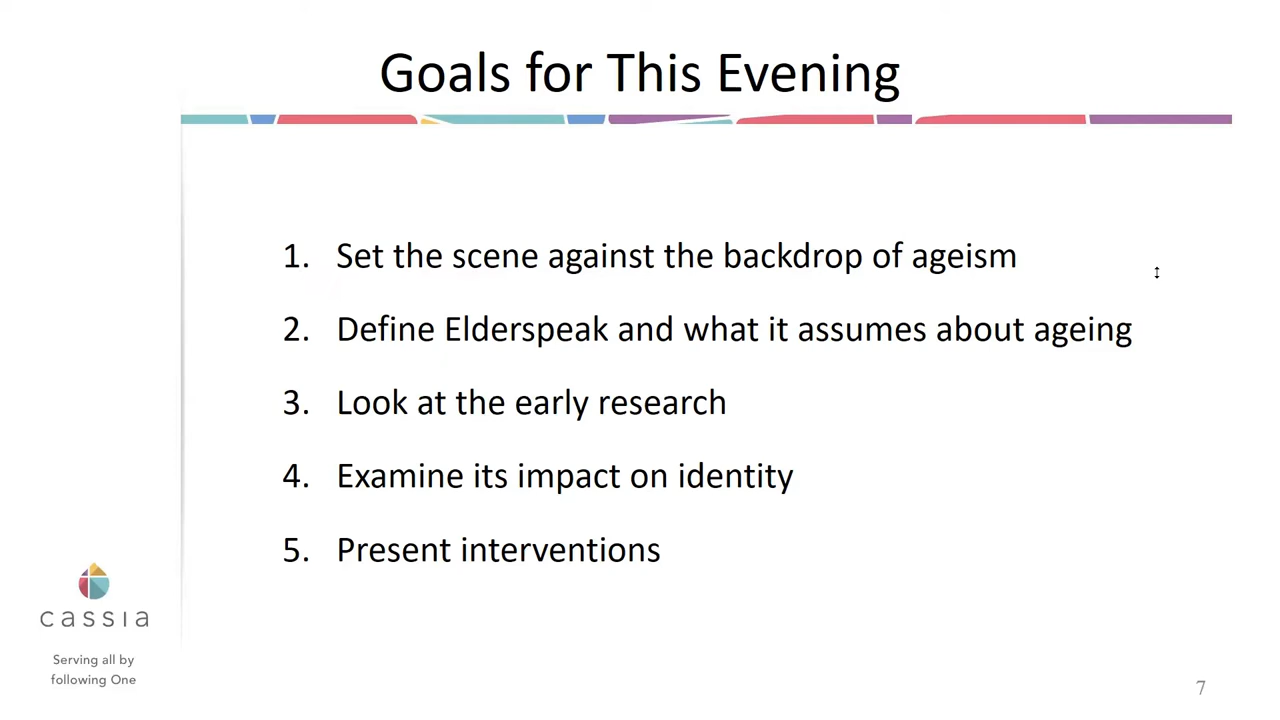 Goals for This Evening
1. Set the scene against the backdrop of ageism
2. Define Elderspeak and what it assumes about ageing
3. Look at the early research
4. Examine its impact on identity
5. Present interventions
cassia
Serving all by
following One
7